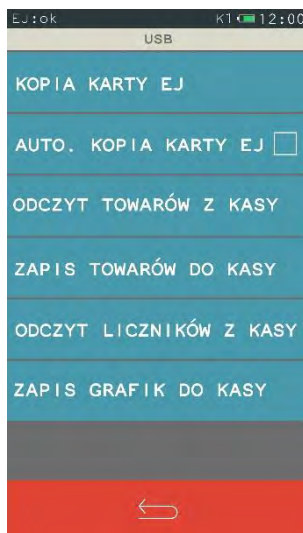 EJ:ok K1 12:00
USB
KOPIA KARTY EJ
AUTO. KOPIA KARTY EJ
ODCZYT TOWARÓW Z KASY
ZAPIS TOWARÓW DO KASY
ODCZYT LICZNIKÓW Z KASY
ZAPIS GRAFIK DO KASY